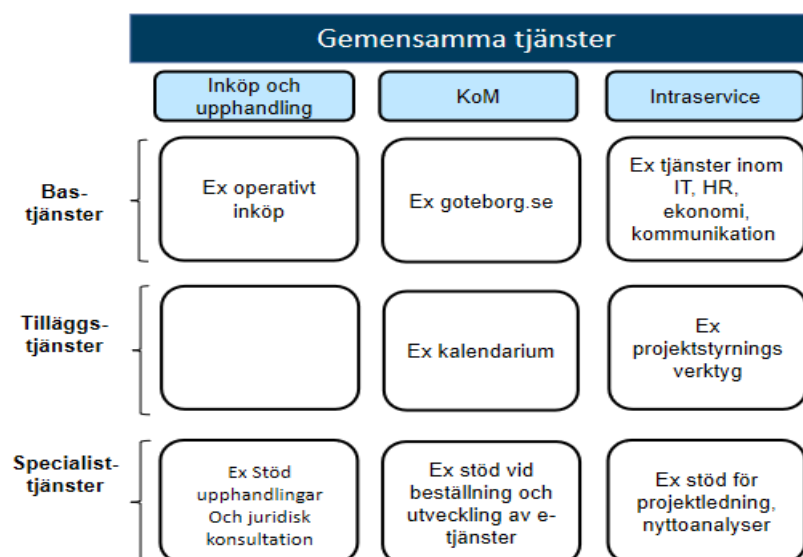 Gemensamma tjänster
Inköp och
upphandling
KoM
Intraservice
Bas-
tjänster
Ex operativt
inköp
Ex goteborg.se
Ex tjänster inom
IT, HR,
ekonomi,
kommunikation
Tilläggs-
tjänster
Ex kalendarium
Ex
projektstyrnings
verktyg
Specialist-
tjänster
Ex Stöd
upphandlingar
Och juridisk
konsultation
Ex stöd vid
beställning och
utveckling av e-
tjänster
Ex stöd för
projektledning,
nyttoanalyser